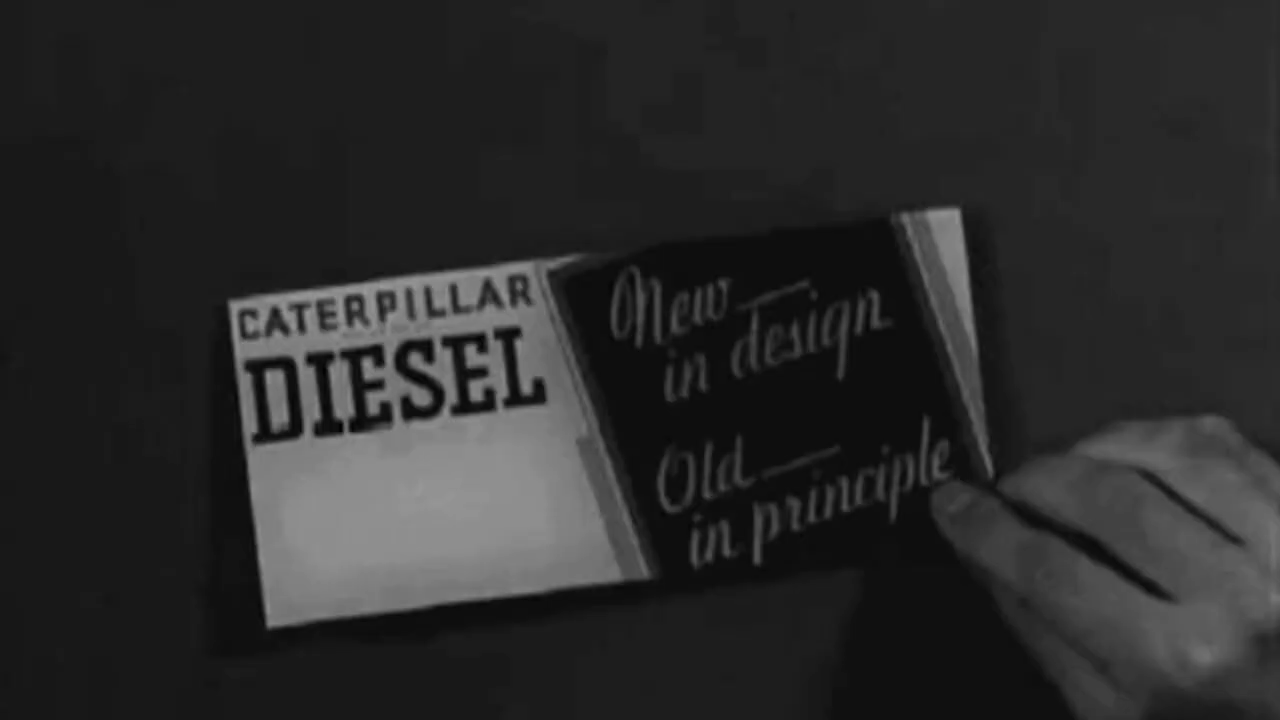 CATERPILLAR
DIESEL
New—
in design
Old—
in principle